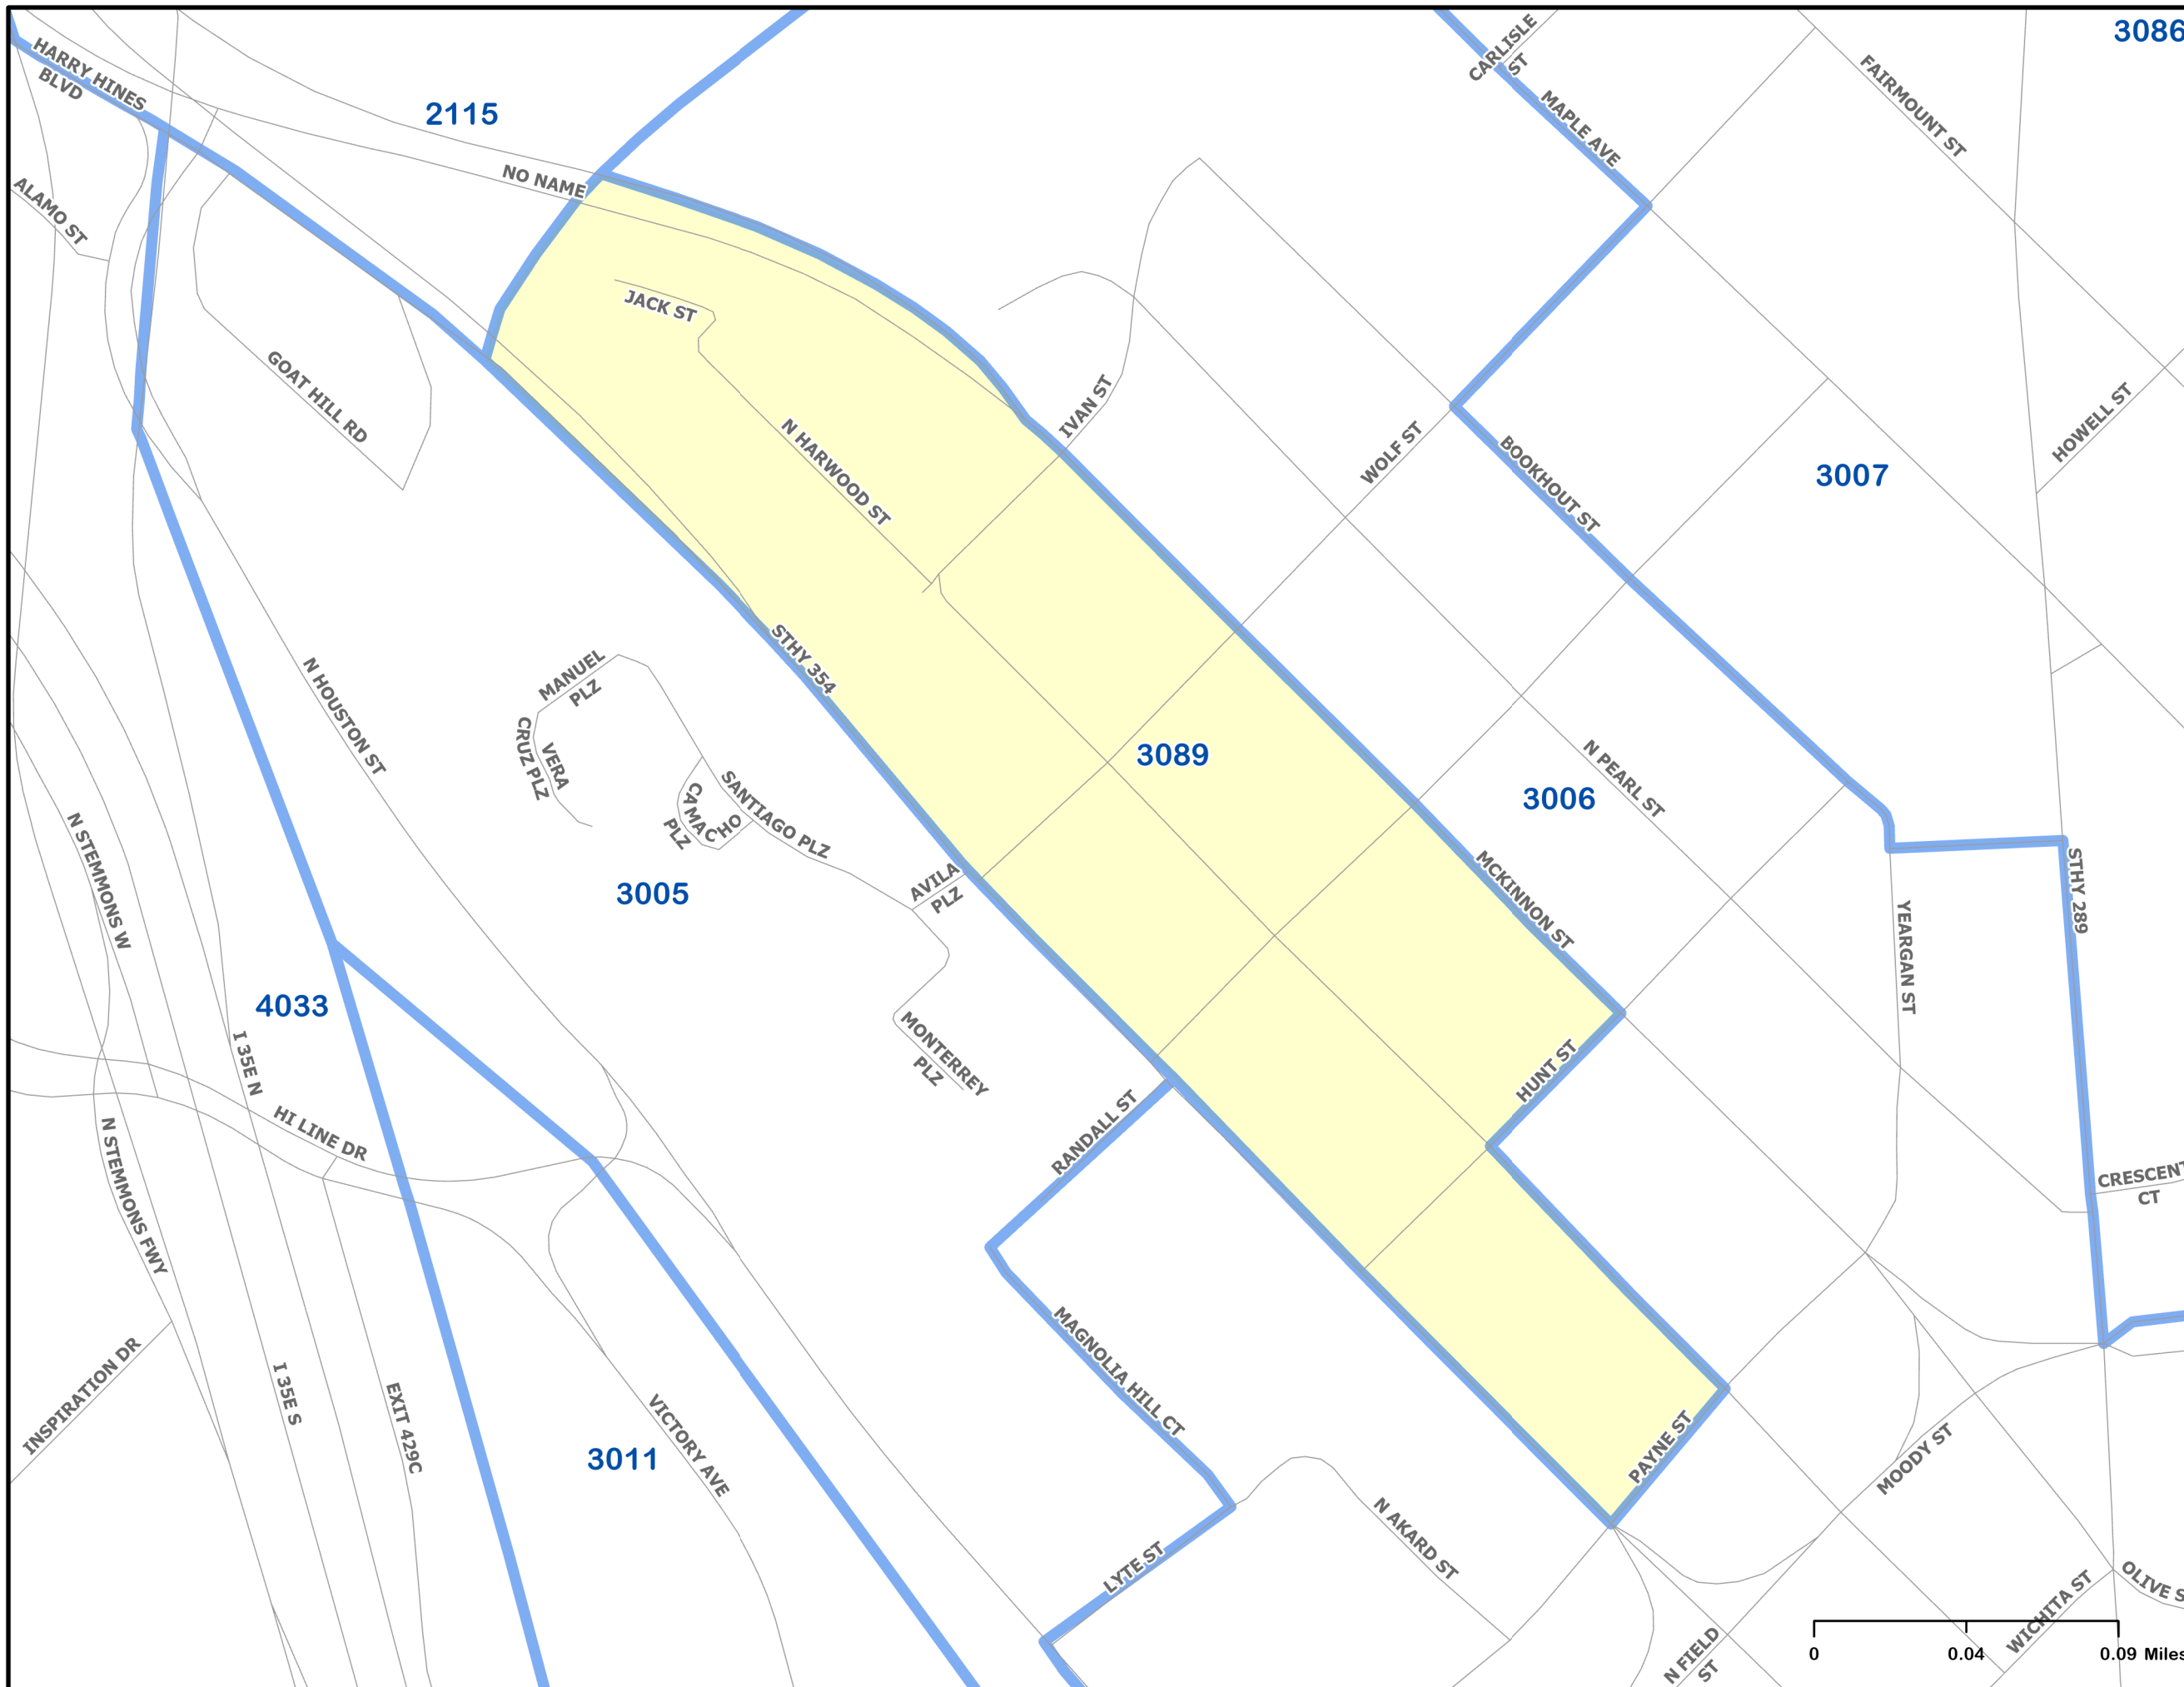 3086
CARLISLE
ST
HARRY HINES
BLVD
2115
MAPLE AVE
FAIRMOUNT ST
NO NAME
ALAMO ST
JACK ST
GOAT HILL RD
IVAN ST
N HARWOOD ST
WOLF ST
BOOKHOUT ST
HOWELL ST
3007
STHY 354
MANUEL
PLZ
N HOUSTON ST
VERA
CRUZ PLZ
CAMAC
HO
PLZ
SANTIAGO PLZ
3089
3006
N PEARL ST
N STEMMONS W
3005
AVILA
PLZ
MCKINNON ST
STHY 289
YEARGAN ST
4033
I 35E N
MONTERREY
PLZ
HUNT ST
RANDALL ST
HI LINE DR
N STEMMONS FWY
CRESCENT
CT
MAGNOLIA HILL CT
INSPIRATION DR
I 35E S
EXIT 429C
3011
VICTORY AVE
PAYNE ST
MOODY ST
N AKARD ST
LYTE ST
WICHITA ST
OLIVE S
N FIELD
ST
0
0.04
0.09 Miles